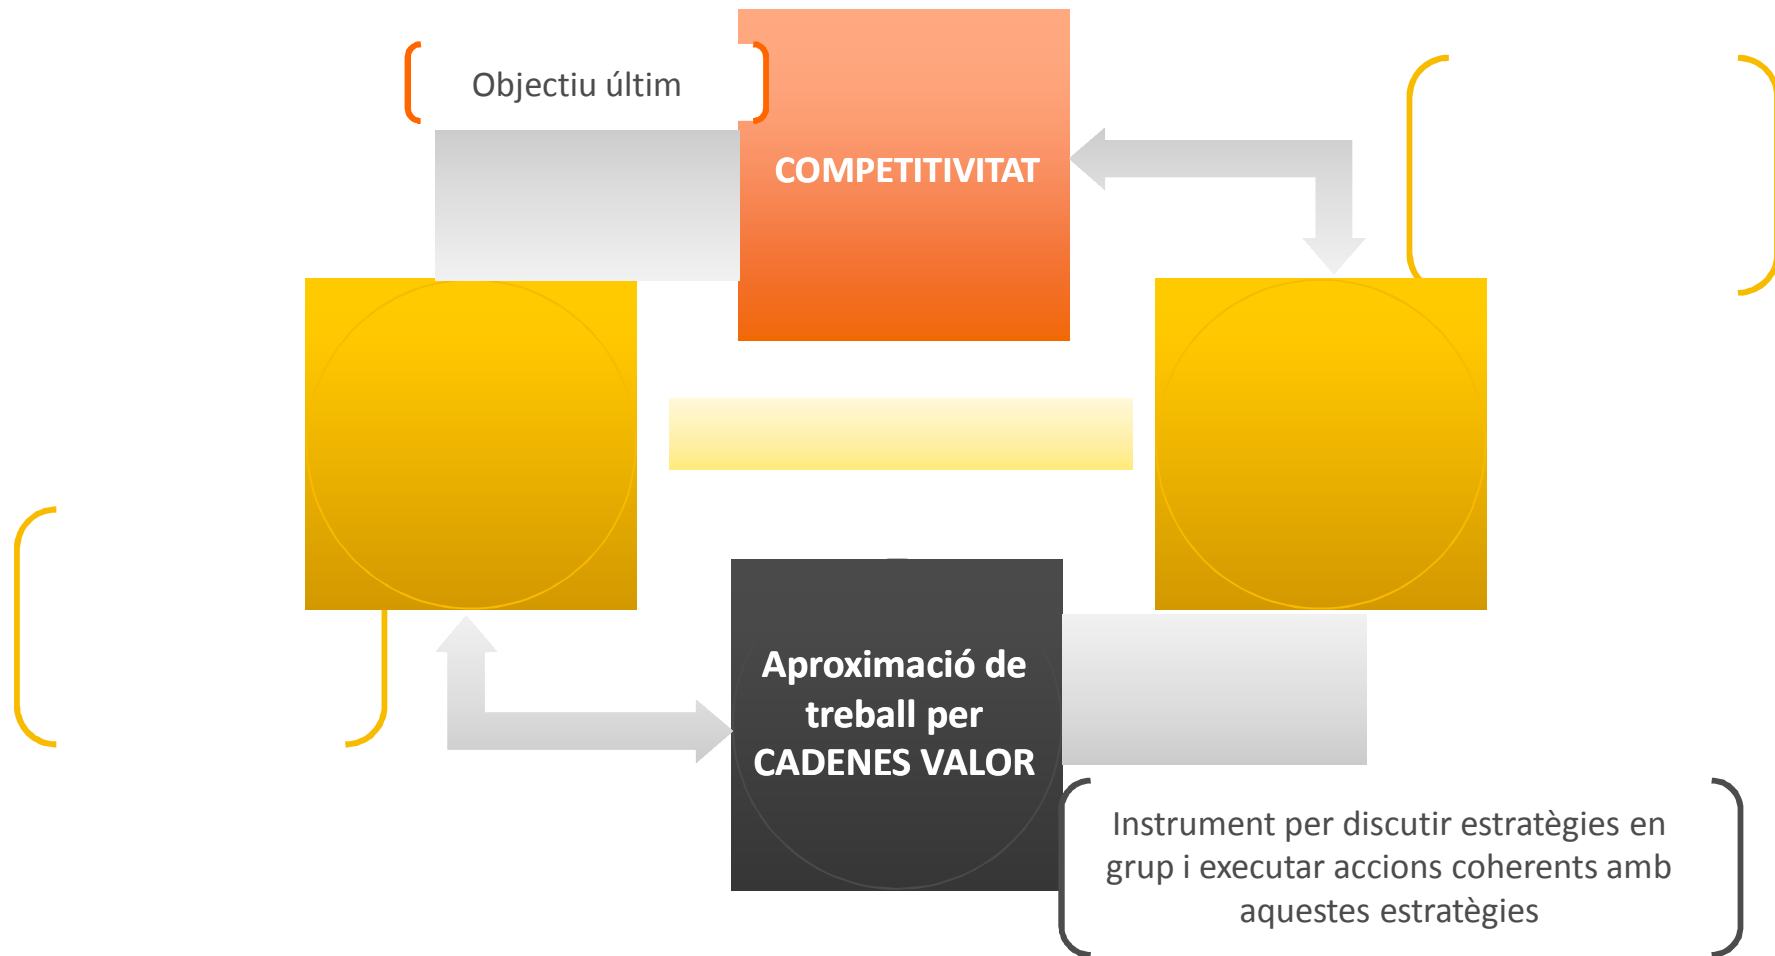 Objectiu últim
COMPETITIVITAT
Aproximació de
treball per
CADENES VALOR
Instrument per discutir estratègies en
grup i executar accions coherents amb
aquestes estratègies